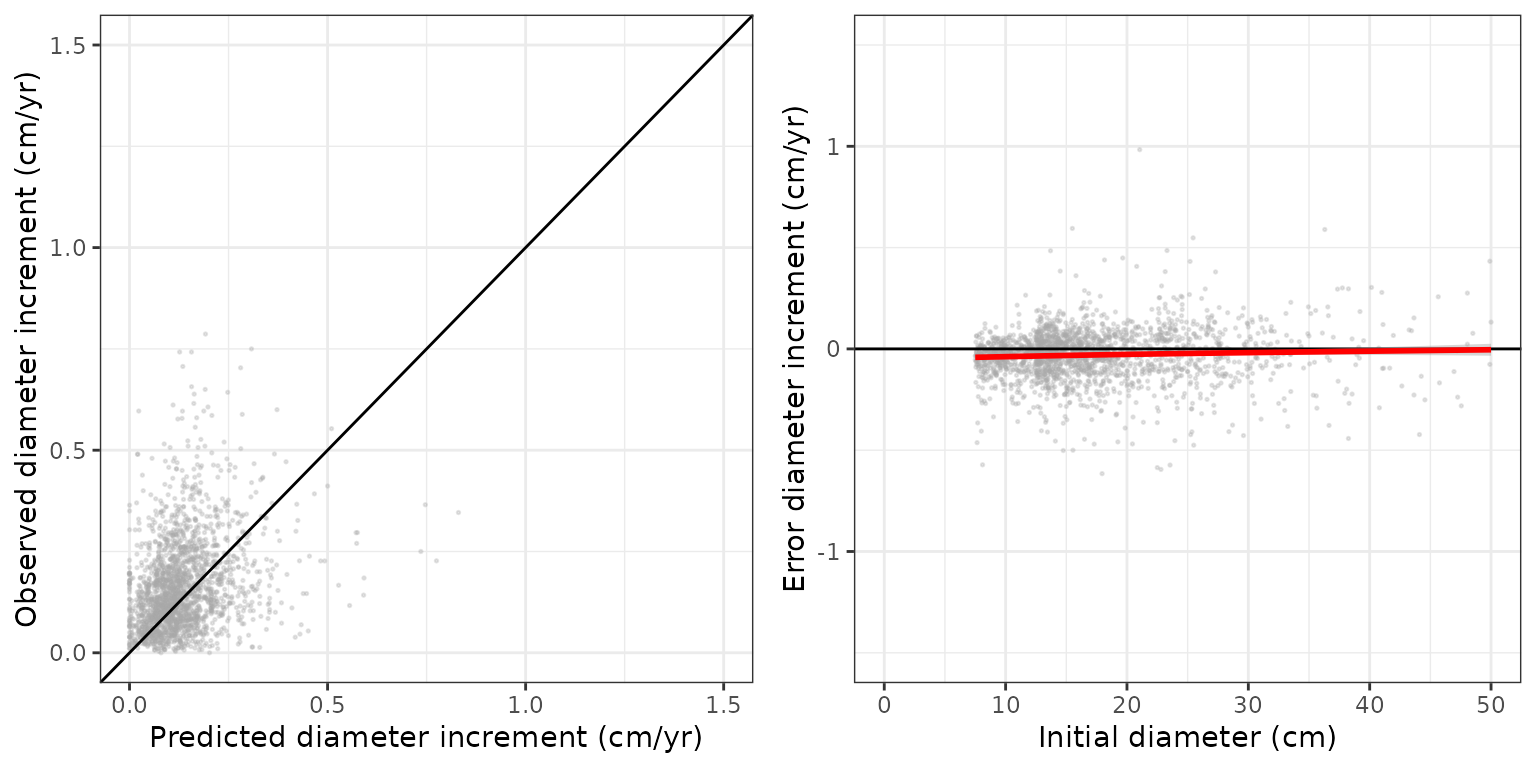 Observed diameter increment (cm/yr)
1.5
1.0
0.5
0.0
0.0 0.5 1.0 1.5
Predicted diameter increment (cm/yr)
Error diameter increment (cm/yr)
1
0
-1
0 10 20 30 40 50
Initial diameter (cm)